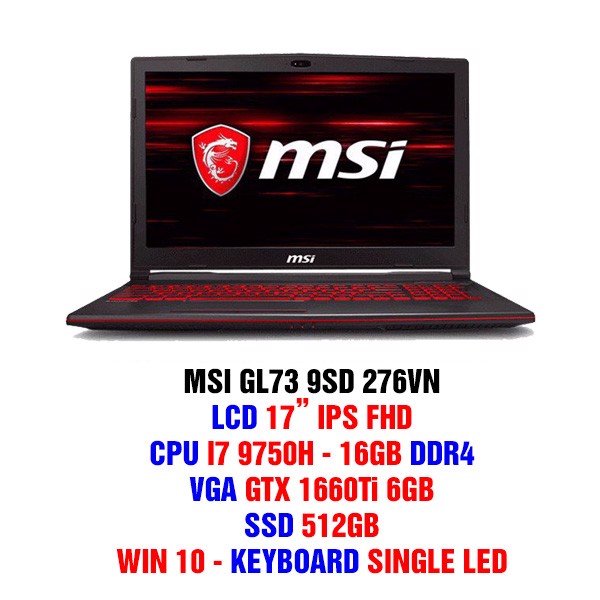 msi
msi
MSI GL73 9SD 276VN
LCD 17” IPS FHD
CPU I7 9750H - 16GB DDR4
VGA GTX 1660Ti 6GB
SSD 512GB
WIN 10 - KEYBOARD SINGLE LED